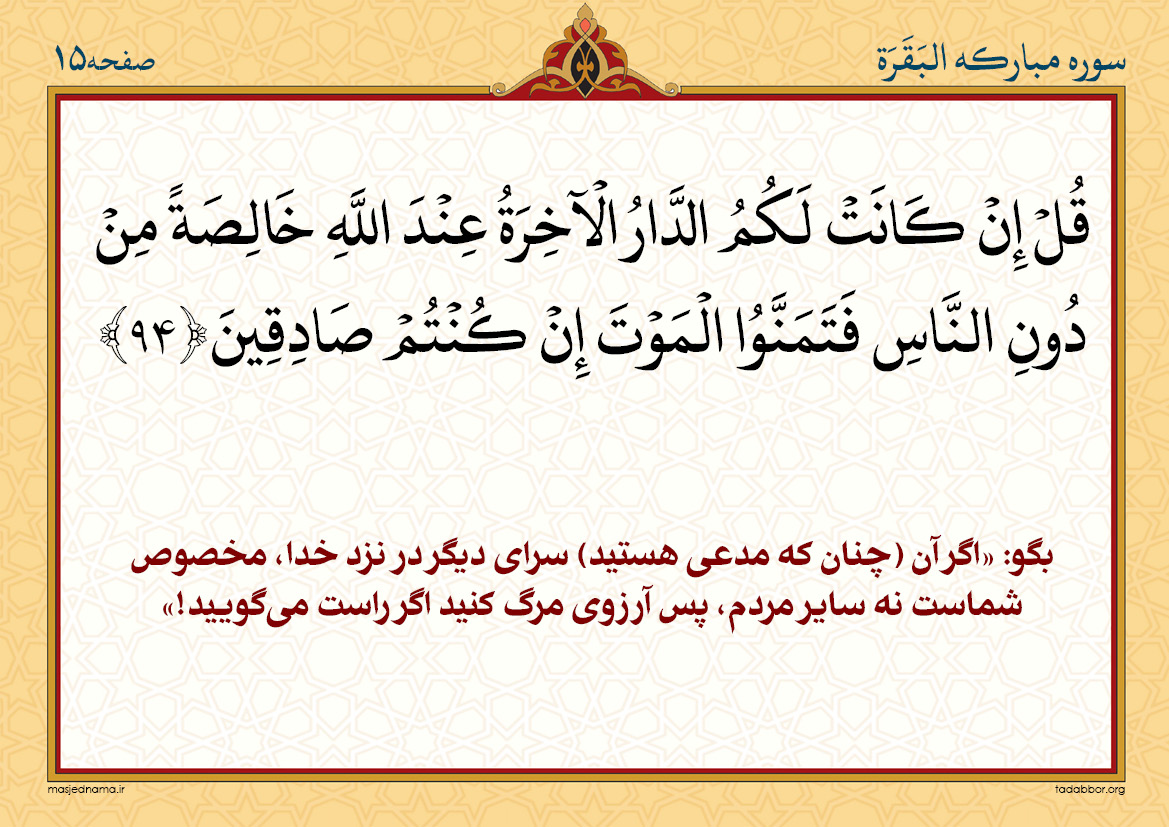 سوره مبارکه البَقَرَة
صفحه۱۵
قُلْ إِنْ كَانَتْ لَكُمُ الدَّارُ الْآخِرَةُ عِنْدَ اللَّهِ خَالِصَةً مِنْ
دُونِ النَّاسِ فَتَمَنَّوُا الْمَوْتَ إِنْ كُنْتُمْ صَادِقِينَ ﴿۹۴﴾
بگو: «اگر آن (چنان که مدعی هستید) سرای دیگر در نزد خدا، مخصوص
شماست نه سایر مردم، پس آرزوی مرگ کنید اگر راست می‌گویید!»
masjednama.ir
tadabbor.org